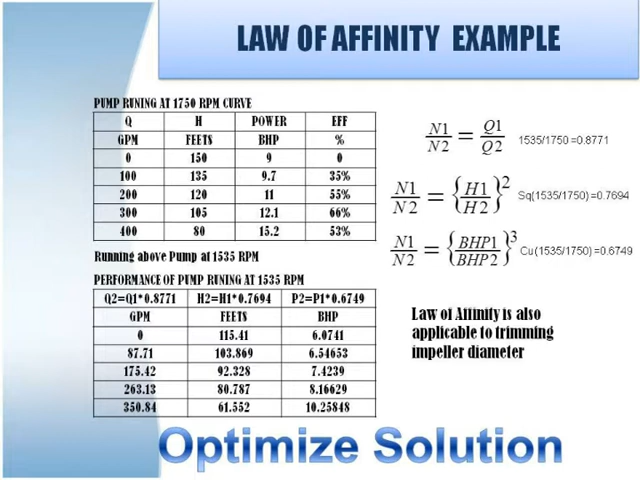 LAW OF AFFINITY EXAMPLE
PUMP RUNING AT 1750 RPM CURVE
Q H POWER EFF
GPM FEETS BHP %
0 150 9 0
100 135 9.7 35%
200 120 11 55%
300 105 12.1 66%
400 80 15.2 53%
Running above Pump at 1535 RPM
PERFORMANCE OF PUMP RUNING AT 1535 RPM
Q2=Q1*0.8771 H2=H1*0.7694 P2=P1*0.6749
GPM FEETS BHP
0 115.41 6.0741
87.71 103.869 6.54653
175.42 92.328 7.4239
263.13 80.787 8.16629
350.84 61.552 10.25848
N1/N2 = Q1/Q2 1535/1750 =0.8771
N1/N2 = {H1/H2}² Sq(1535/1750)=0.7694
N1/N2 = {BHP1/BHP2}³ Cu(1535/1750)=0.6749
Law of Affinity is also
applicable to trimming
impeller diameter
Optimize Solution